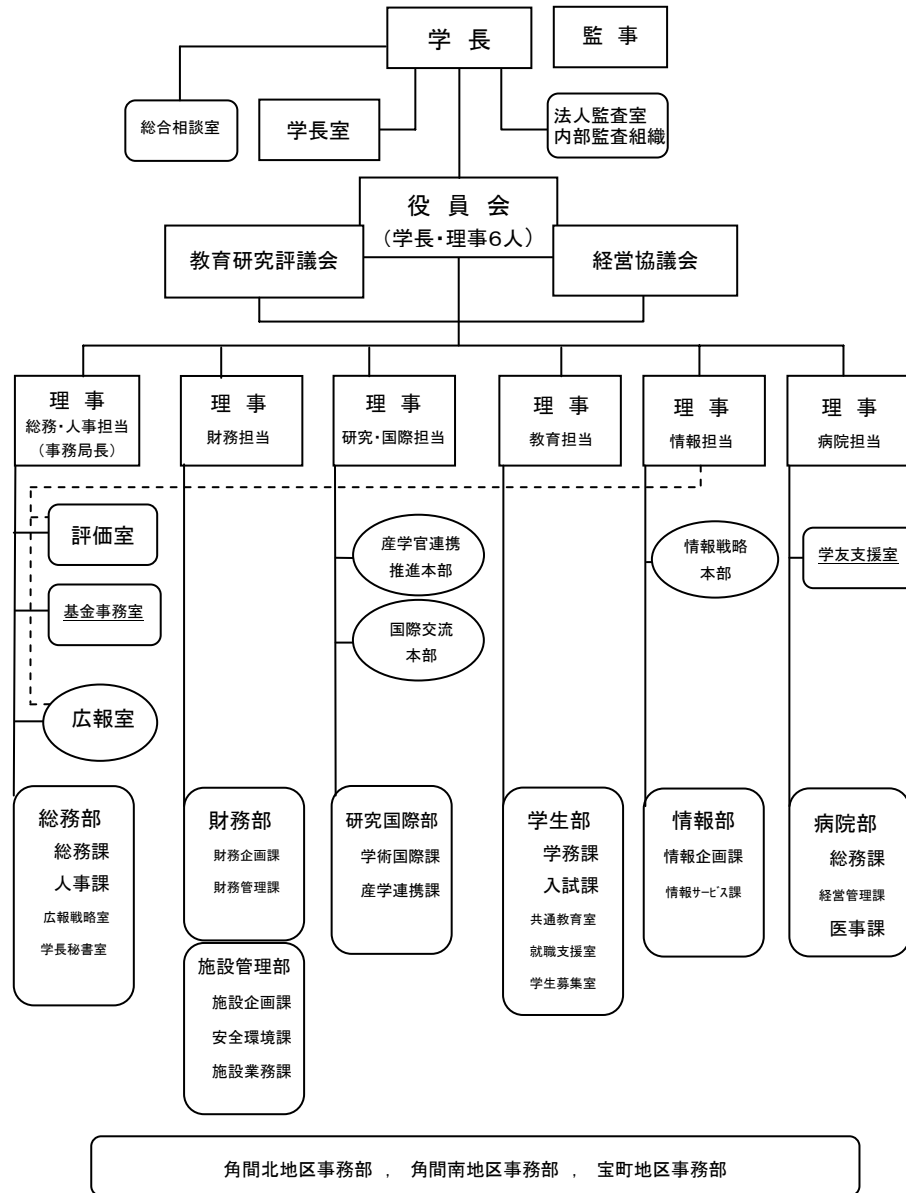 学 長
監 事
総合相談室
学長室
法人監査室
内部監査組織
役 員 会
(学長・理事6人)
教育研究評議会
経営協議会
理 事
総務・人事担当
(事務局長)
理 事
財務担当
理 事
研究・国際担当
理 事
教育担当
理 事
情報担当
理 事
病院担当
評価室
基金事務室
広報室
産学官連携
推進本部
国際交流
本部
情報戦略
本部
学友支援室
総務部
総務課
人事課
広報戦略室
学長秘書室
財務部
財務企画課
財務管理課
施設管理部
施設企画課
安全環境課
施設業務課
研究国際部
学術国際課
産学連携課
学生部
学務課
入試課
共通教育室
就職支援室
学生募集室
情報部
情報企画課
情報サービス課
病院部
総務課
経営管理課
医事課
角間北地区事務部 , 角間南地区事務部 , 宝町地区事務部